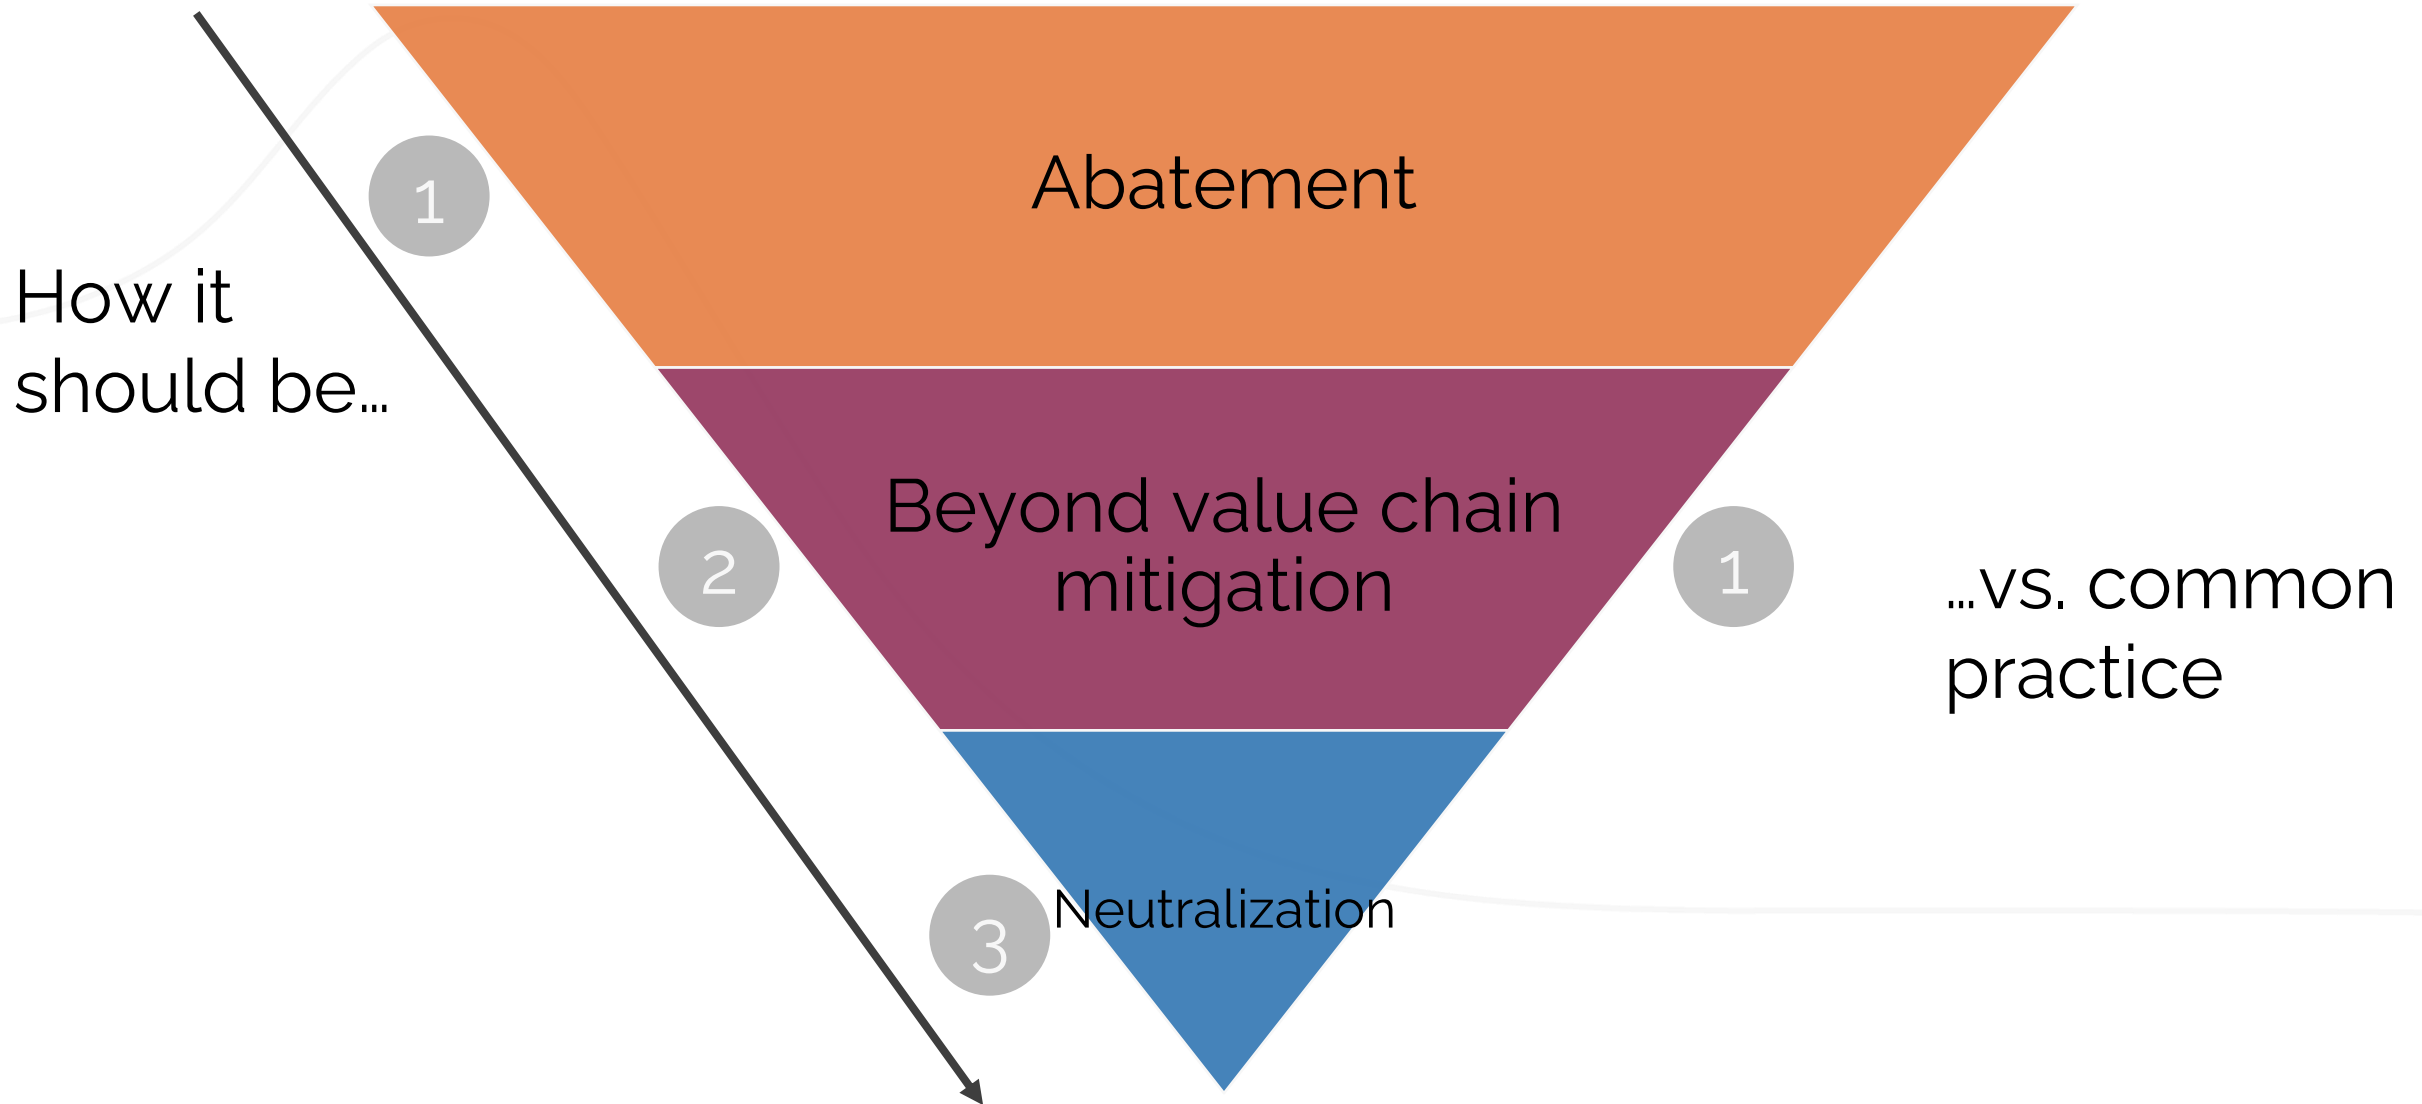 Abatement
1
How it
should be...
Beyond value chain
mitigation
2
1
...vs. common
practice
Neutralization
3